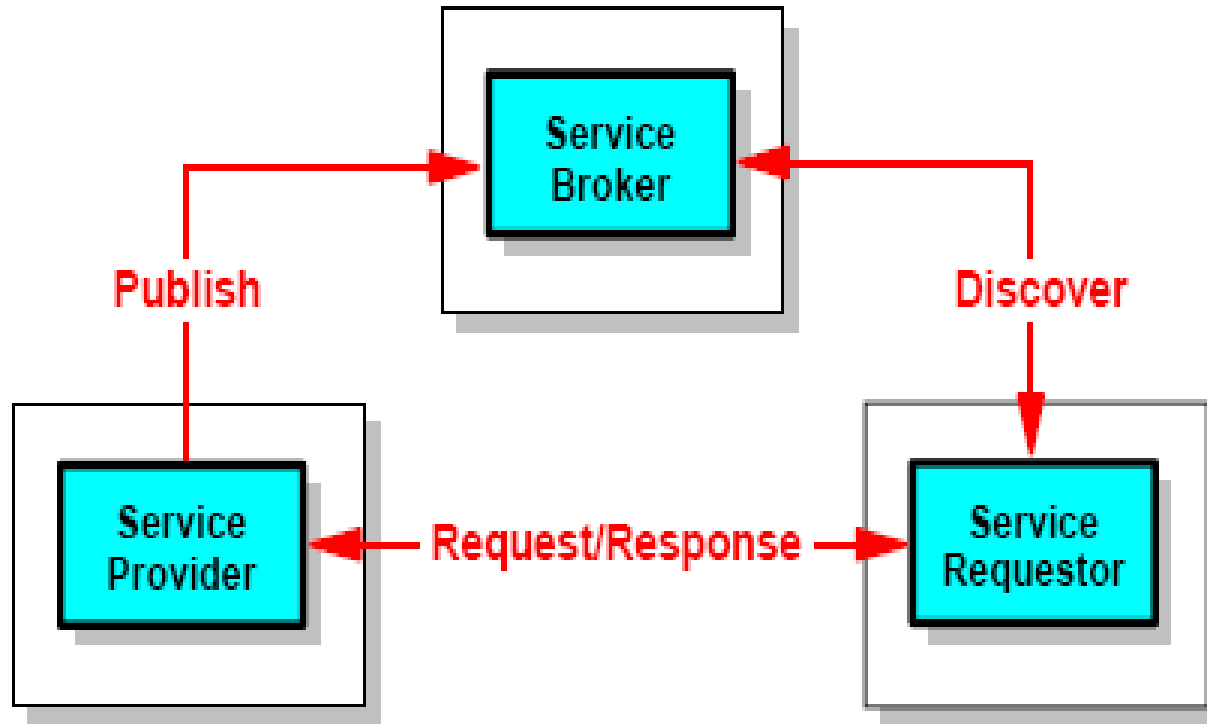 Service
Broker
Publish
Discover
Service
Provider
Request/Response
Service
Requestor